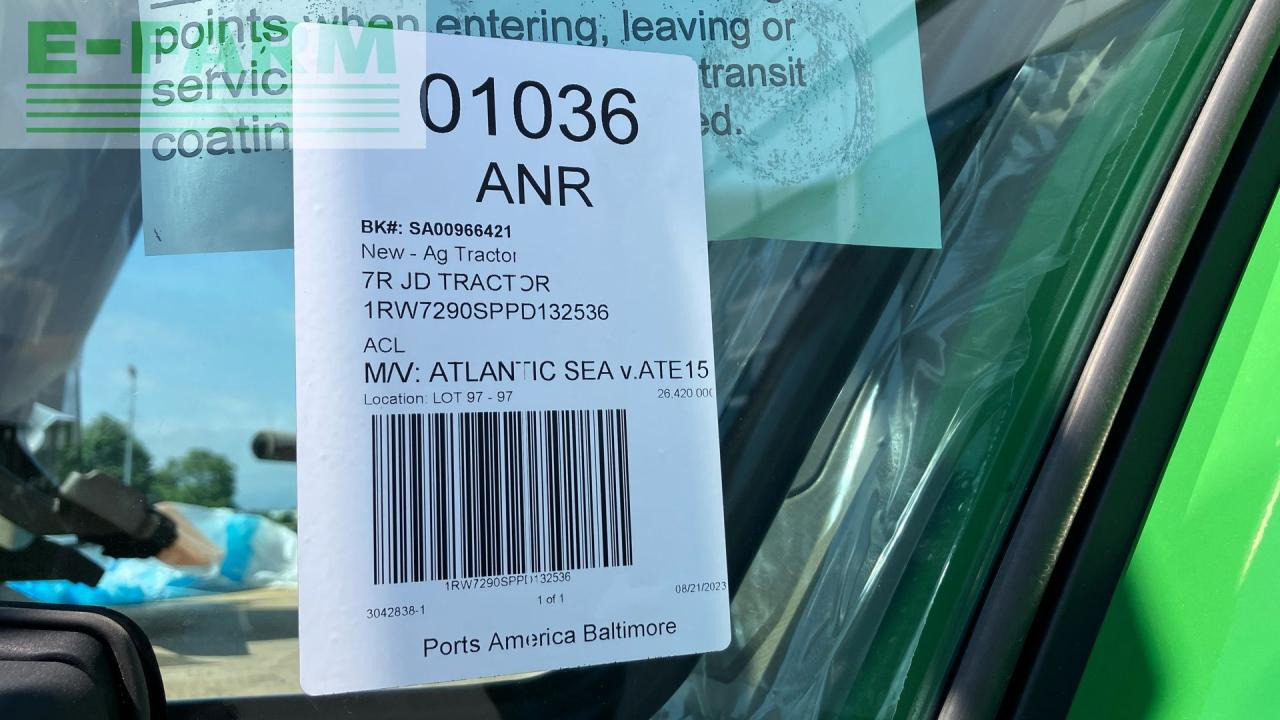 E-FARM
points when entering, leaving or
servic transit
coatin ed.
01036
ANR
BK#: SA00966421
New - Ag Tractor
7R JD TRACTOR
1RW7290SPPD132536
ACL
M/V: ATLANTIC SEA v.ATE15
Location: LOT 97 - 97 26,420.000
1RW7290SPPD132536
3042838-1 1 of 1 08/21/2023
Ports America Baltimore